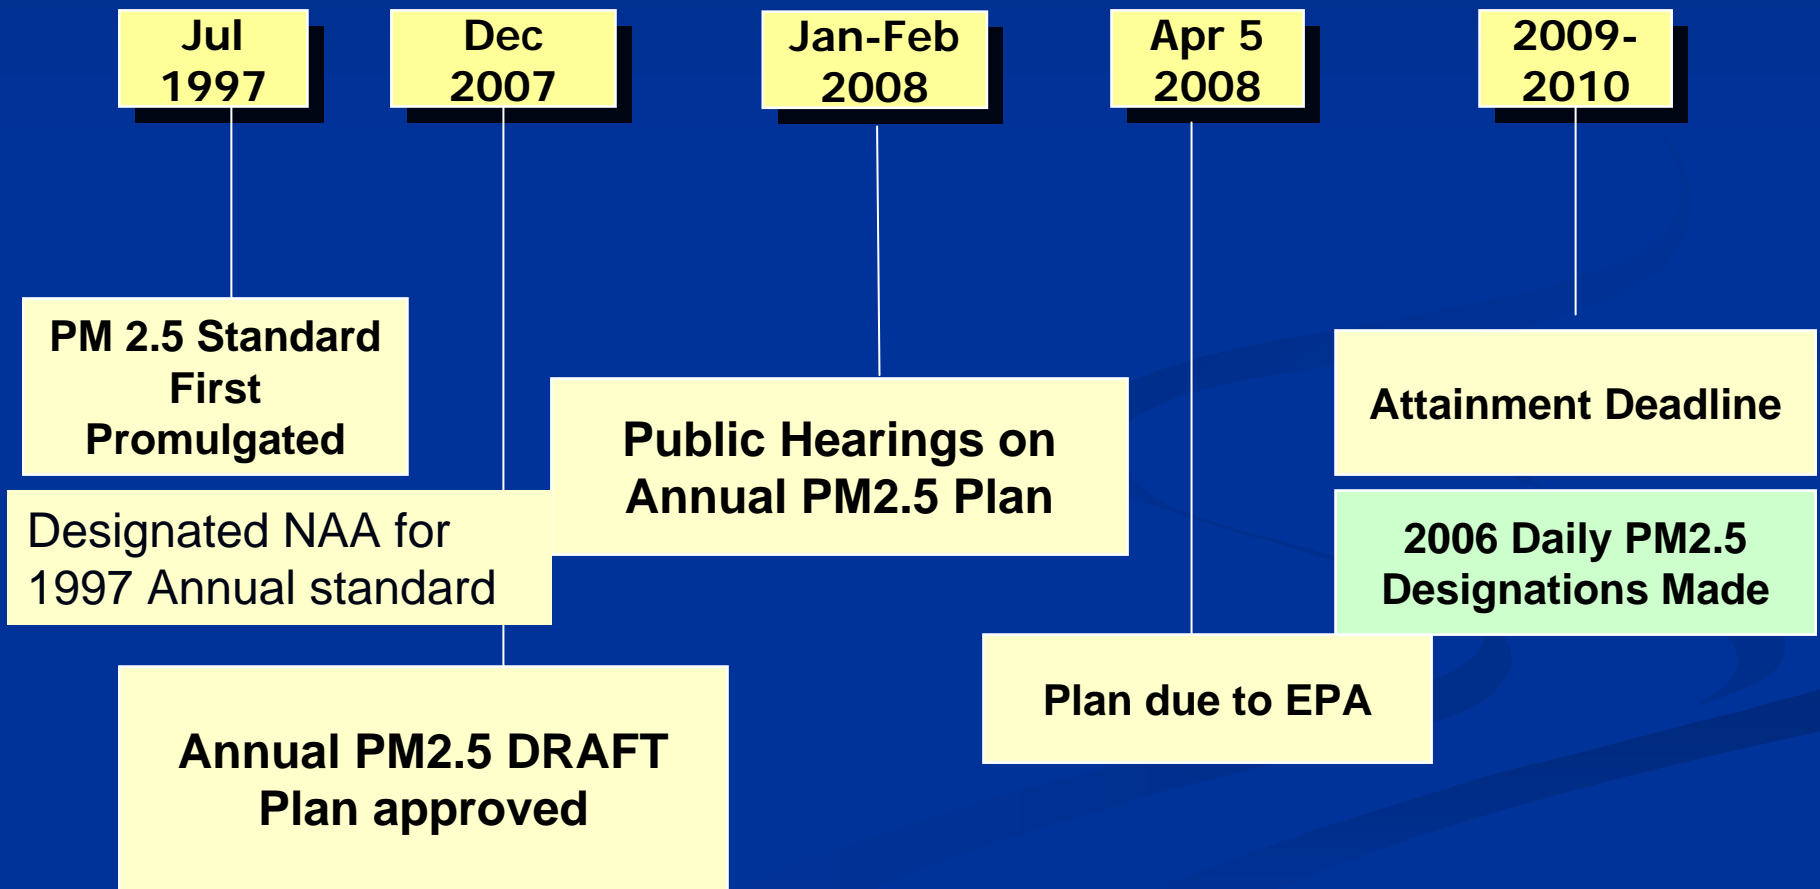 Jul
1997
Dec
2007
Jan-Feb
2008
Apr 5
2008
2009-
2010
PM 2.5 Standard
First
Promulgated
Designated NAA for
1997 Annual standard
Annual PM2.5 DRAFT
Plan approved
Public Hearings on
Annual PM2.5 Plan
Plan due to EPA
Attainment Deadline
2006 Daily PM2.5
Designations Made